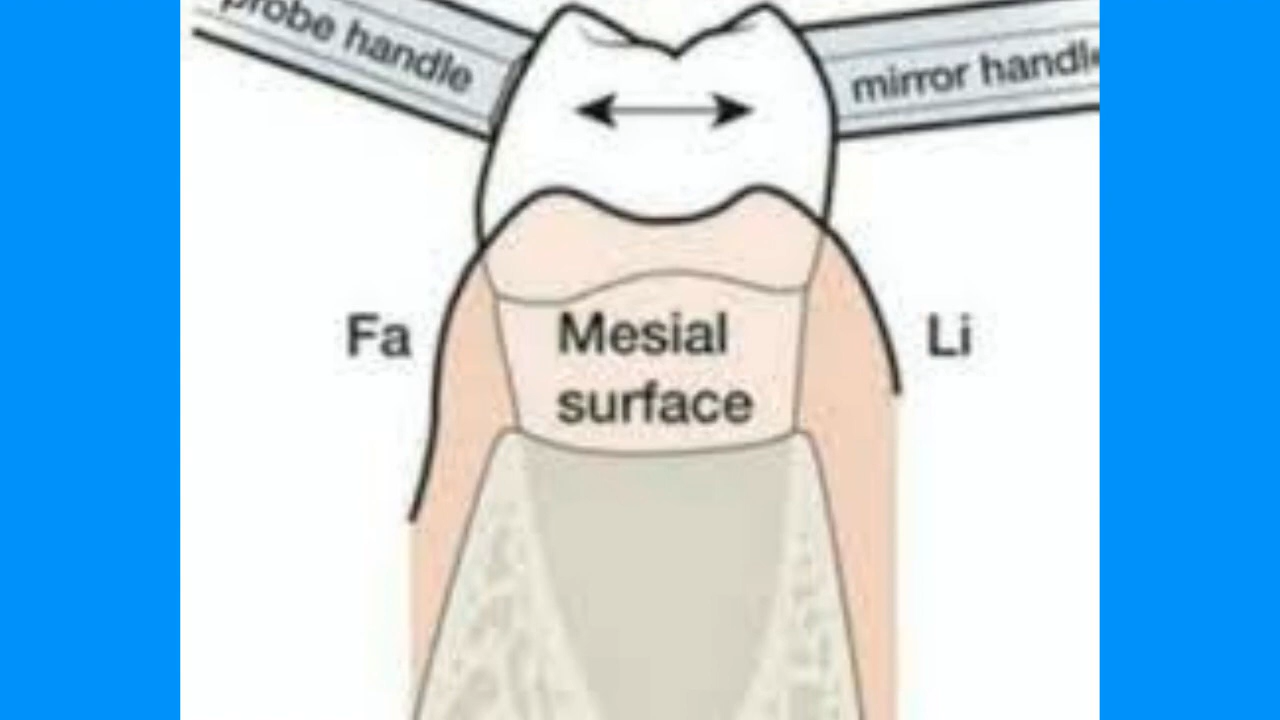 probe handle
mirror handle
Fa
Mesial
surface
Li